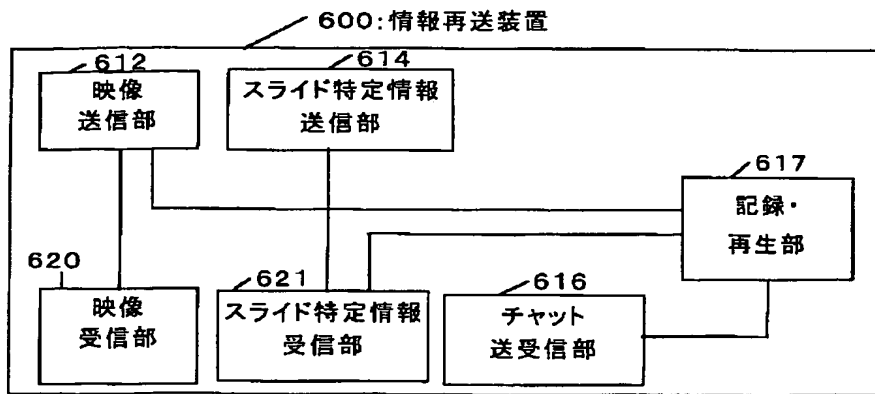 600:情報再送装置
612
映像
送信部
614
スライド特定情報
送信部
617
記録・
再生部
620
映像
受信部
621
スライド特定情報
受信部
616
チャット
送受信部